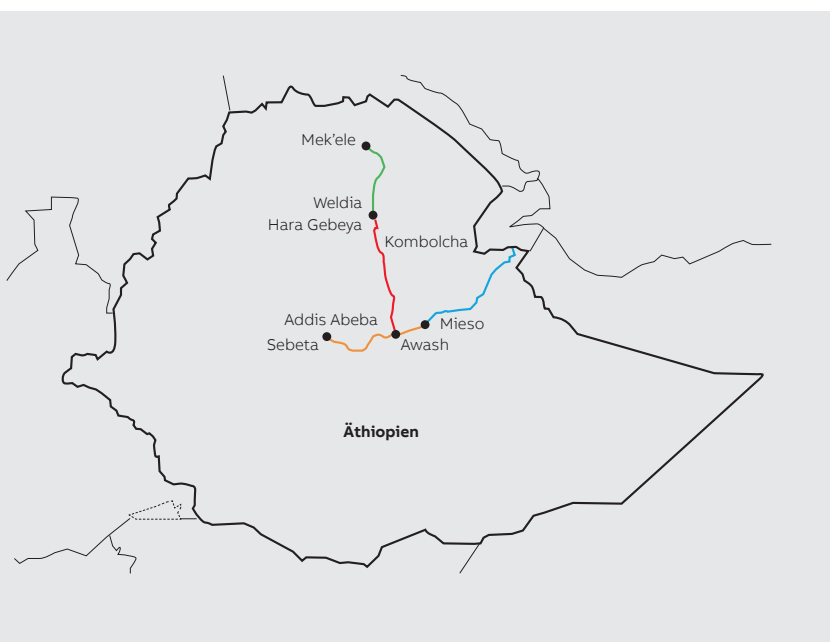 Mek’ele
Weldia
Hara Gebeya
Kombolcha
Addis Abeba
Mieso
Sebeta
Awash
Äthiopien